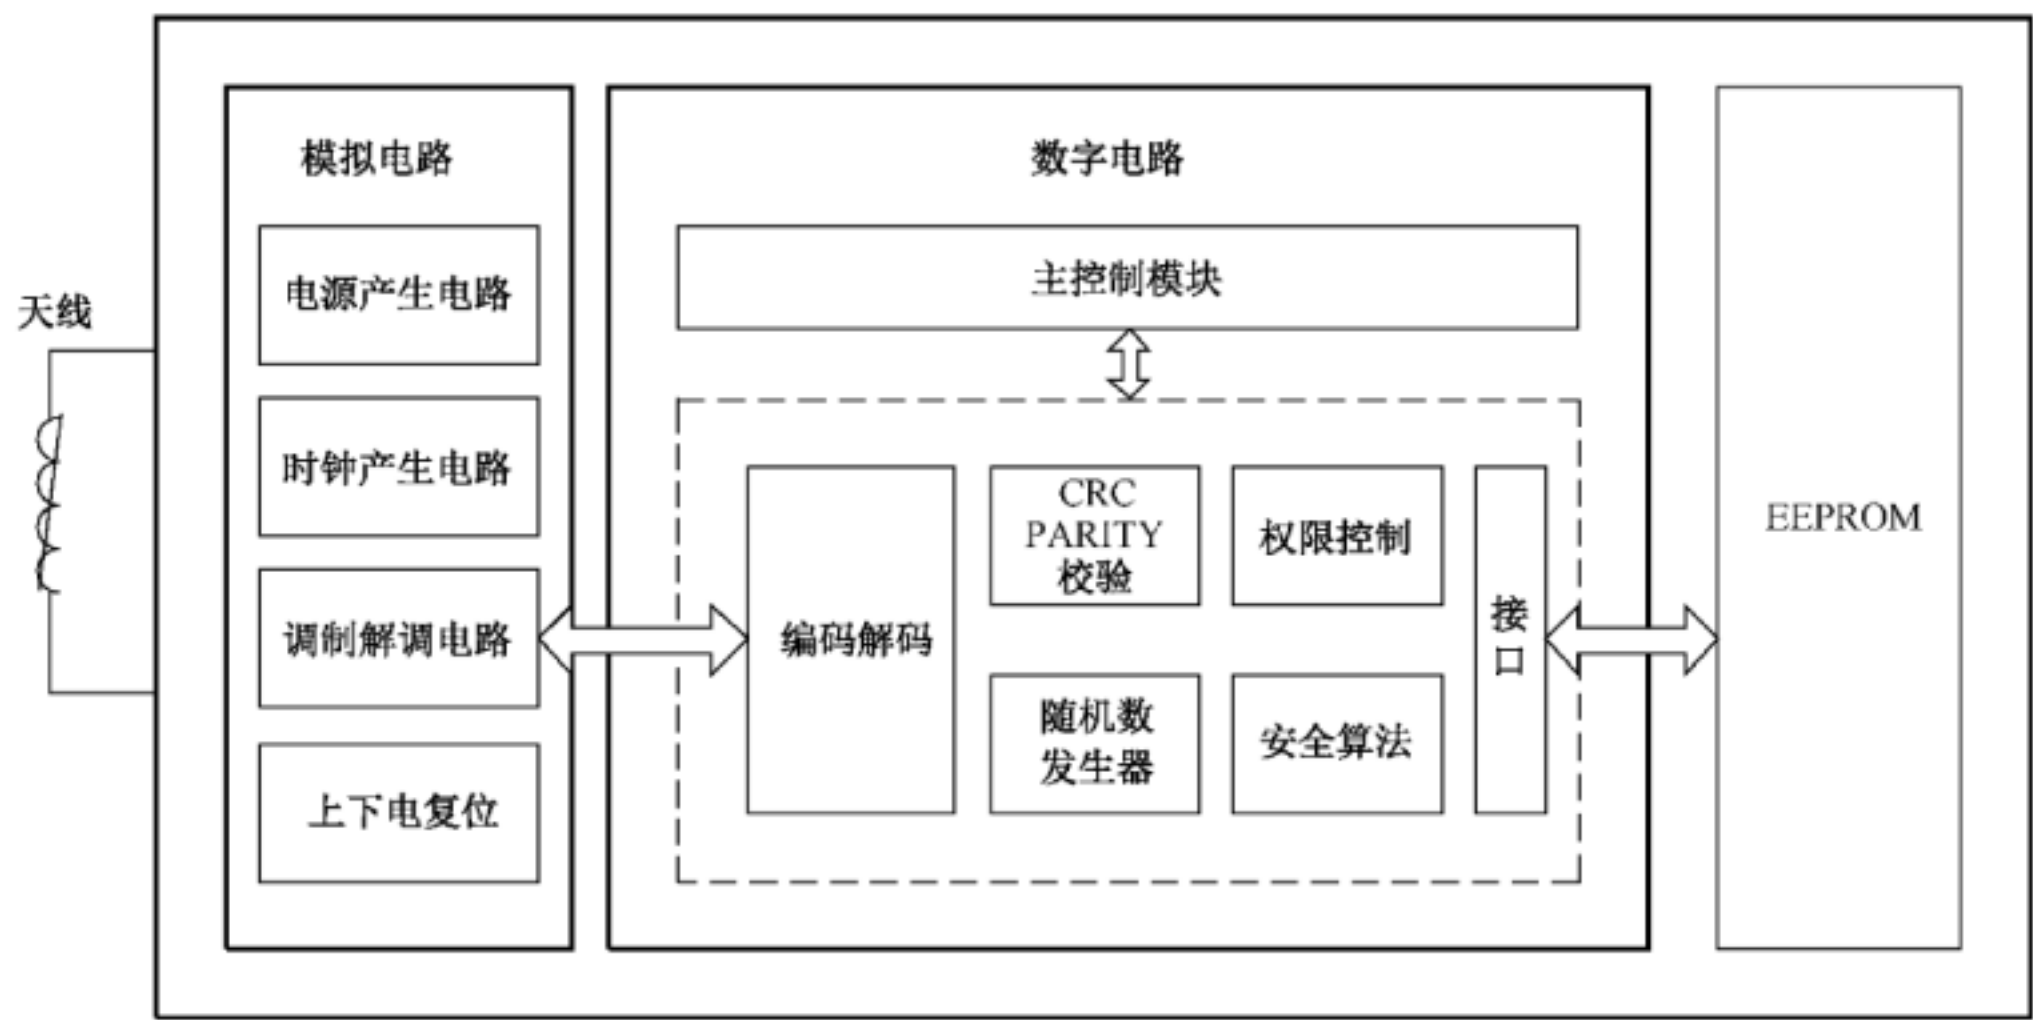 模拟电路
数字电路
电源产生电路
主控制模块
天线
时钟产生电路
CRC
PARITY
校验
权限控制
EEPROM
调制解调电路
编码解码
接
口
随机数
发生器
安全算法
上下电复位